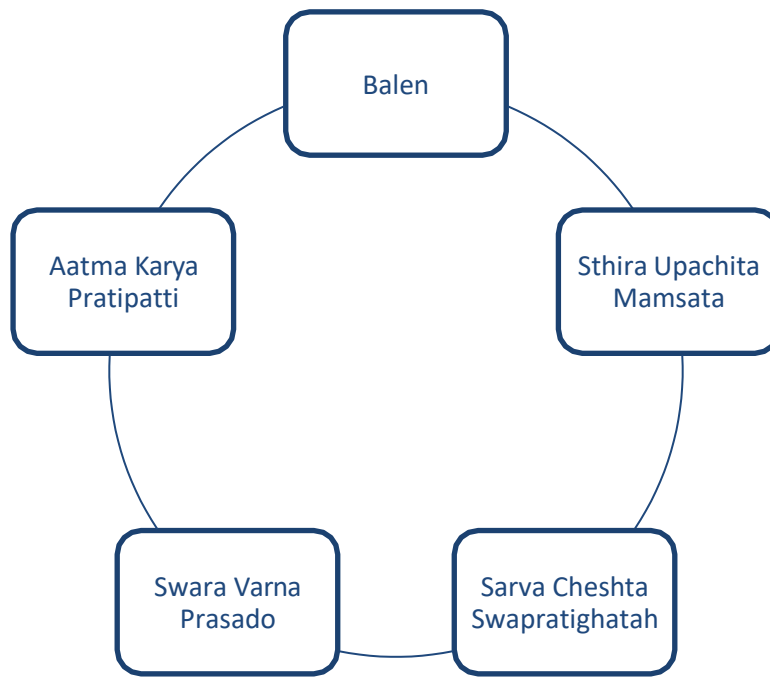 Balen
Sthira Upachita
Mamsata
Sarva Cheshta
Swapratighatah
Swara Varna
Prasado
Aatma Karya
Pratipatti